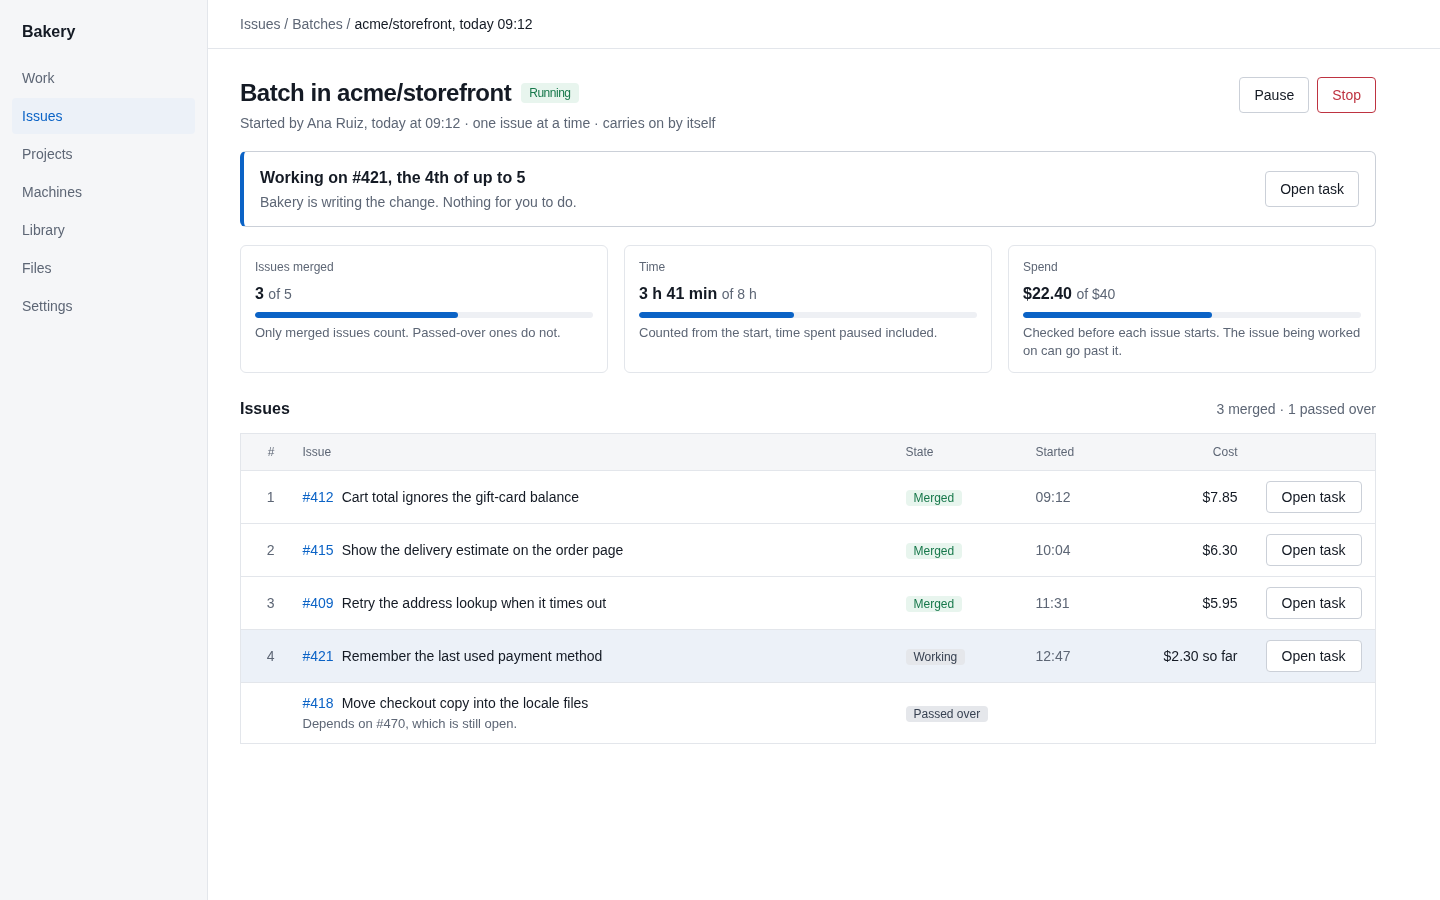 Bakery
Work
Issues
Projects
Machines
Library
Files
Settings
Issues / Batches / acme/storefront, today 09:12
Batch in acme/storefront Running
Pause Stop
Started by Ana Ruiz, today at 09:12 · one issue at a time · carries on by itself
Working on #421, the 4th of up to 5
Bakery is writing the change. Nothing for you to do.
Open task
Issues merged
3 of 5
Only merged issues count. Passed-over ones do not.
Time
3 h 41 min of 8 h
Counted from the start, time spent paused included.
Spend
$22.40 of $40
Checked before each issue starts. The issue being worked
on can go past it.
Issues 3 merged · 1 passed over
# Issue State Started Cost
1 #412 Cart total ignores the gift-card balance Merged 09:12 $7.85 Open task
2 #415 Show the delivery estimate on the order page Merged 10:04 $6.30 Open task
3 #409 Retry the address lookup when it times out Merged 11:31 $5.95 Open task
4 #421 Remember the last used payment method Working 12:47 $2.30 so far Open task
#418 Move checkout copy into the locale files Passed over
Depends on #470, which is still open.